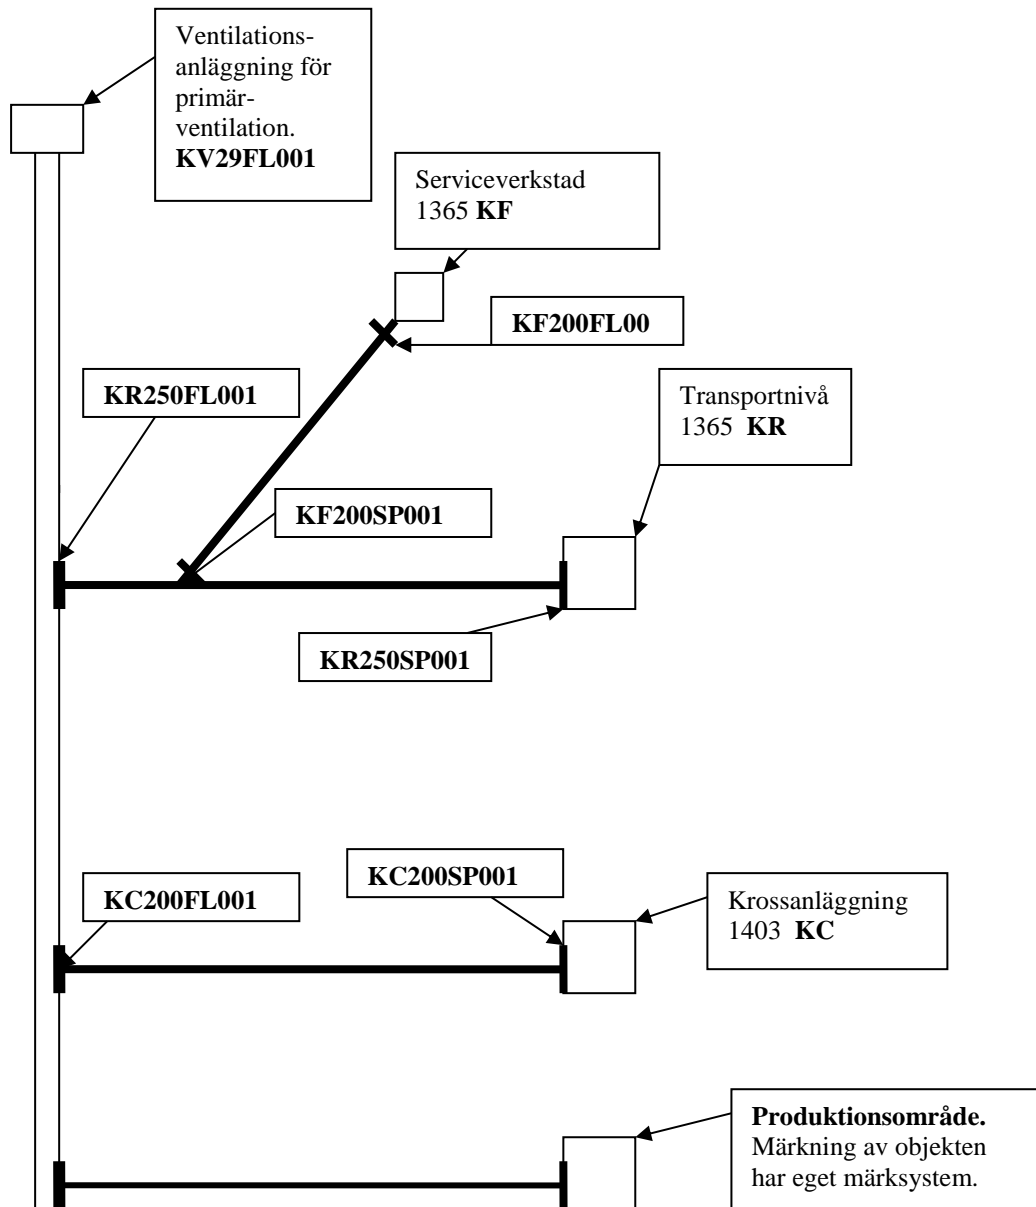 Ventilations-
anläggning för
primär-
ventilation.
KV29FL001
Serviceverkstad
1365 KF
KF200FL00
KR250FL001
Transportnivå
1365 KR
KF200SP001
KR250SP001
KC200SP001
KC200FL001
Krossanläggning
1403 KC
Produktionsområde.
Märkning av objekten
har eget märksystem.